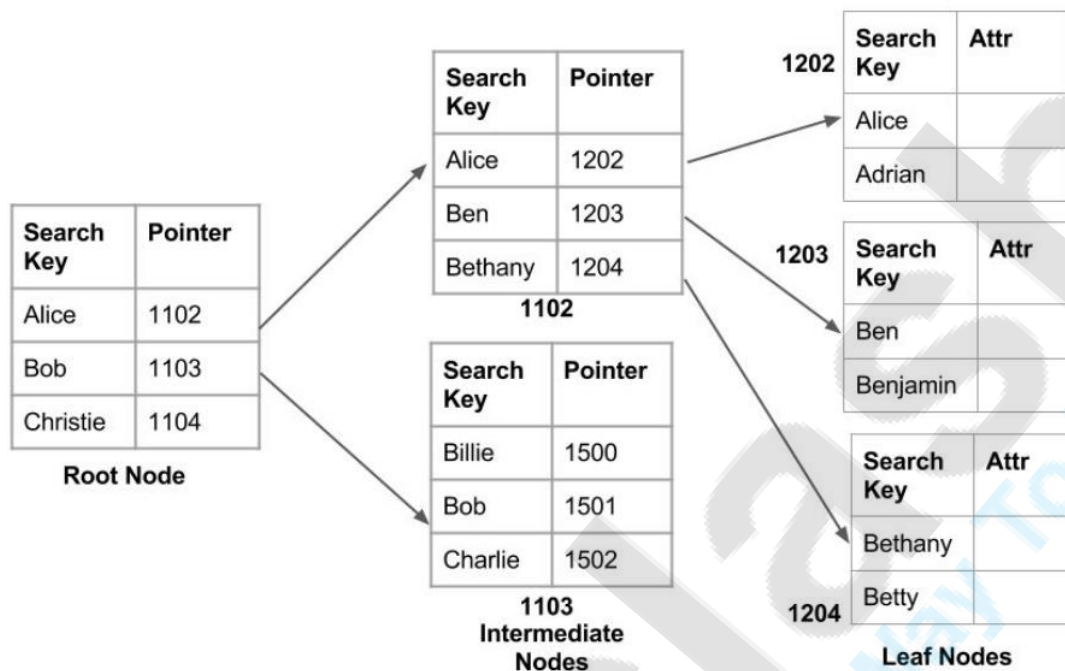 Search Key Pointer
Alice 1102
Bob 1103
Christie 1104
Root Node
Search Key Pointer
Alice 1202
Ben 1203
Bethany 1204
1102
Search Key Pointer
Billie 1500
Bob 1501
Charlie 1502
1103
Intermediate
Nodes
1202
Search Key Attr
Alice
Adrian
1203
Search Key Attr
Ben
Benjamin
1204
Search Key Attr
Bethany
Betty
Leaf Nodes